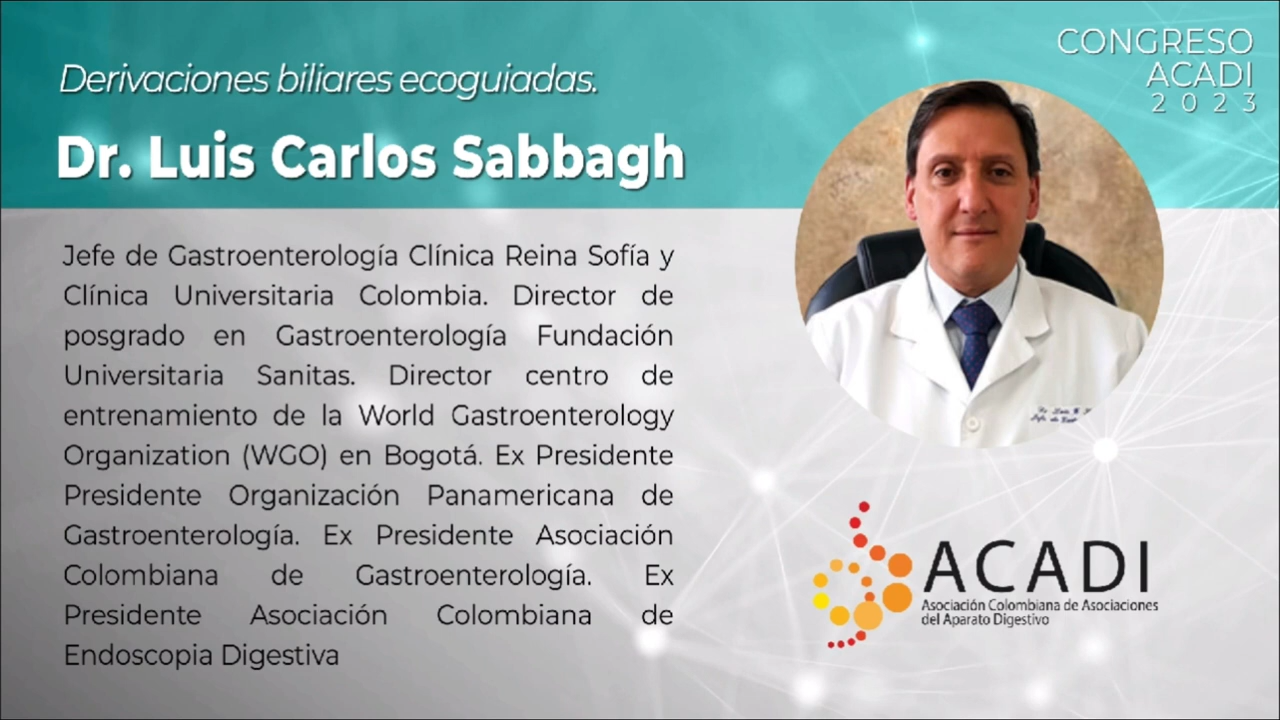 CONGRESO
ACADI
2023
Derivaciones biliares ecoguiadas.
Dr. Luis Carlos Sabbagh
Jefe de Gastroenterología Clínica Reina Sofía y
Clínica Universitaria Colombia. Director de
posgrado en Gastroenterología Fundación
Universitaria Sanitas. Director centro de
entrenamiento de la World Gastroenterology
Organization (WGO) en Bogotá. Ex Presidente
Presidente Organización Panamericana de
Gastroenterología. Ex Presidente Asociación
Colombiana de Gastroenterología. Ex
Presidente Asociación Colombiana de
Endoscopia Digestiva
ACADI
Asociación Colombiana de Asociaciones
del Aparato Digestivo